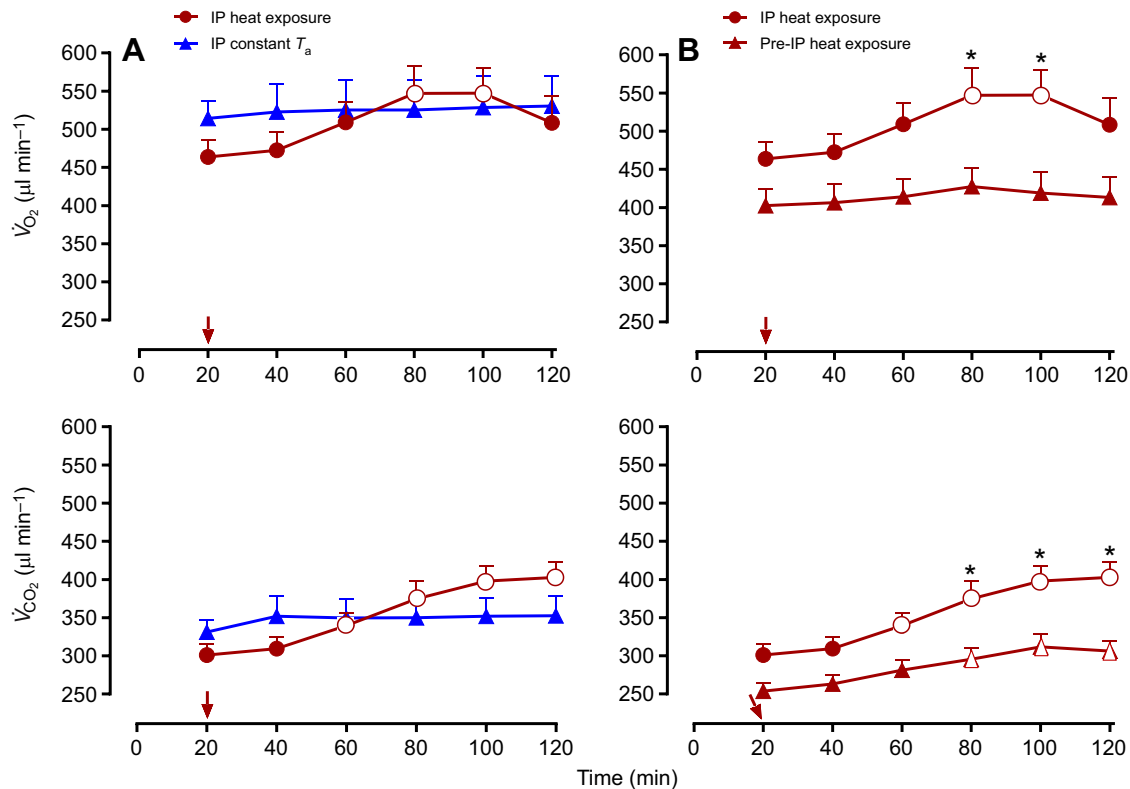 A
IP heat exposure
IP constant Ta
600
550
500
450
400
350
300
250
V̇O2 (µl min–1)
0 20 40 60 80 100 120
B
IP heat exposure
Pre-IP heat exposure
600
550
500
450
400
350
300
250
* *
0 20 40 60 80 100 120
600
550
500
450
400
350
300
250
V̇CO2 (µl min–1)
0 20 40 60 80 100 120
600
550
500
450
400
350
300
250
* * *
0 20 40 60 80 100 120
Time (min)